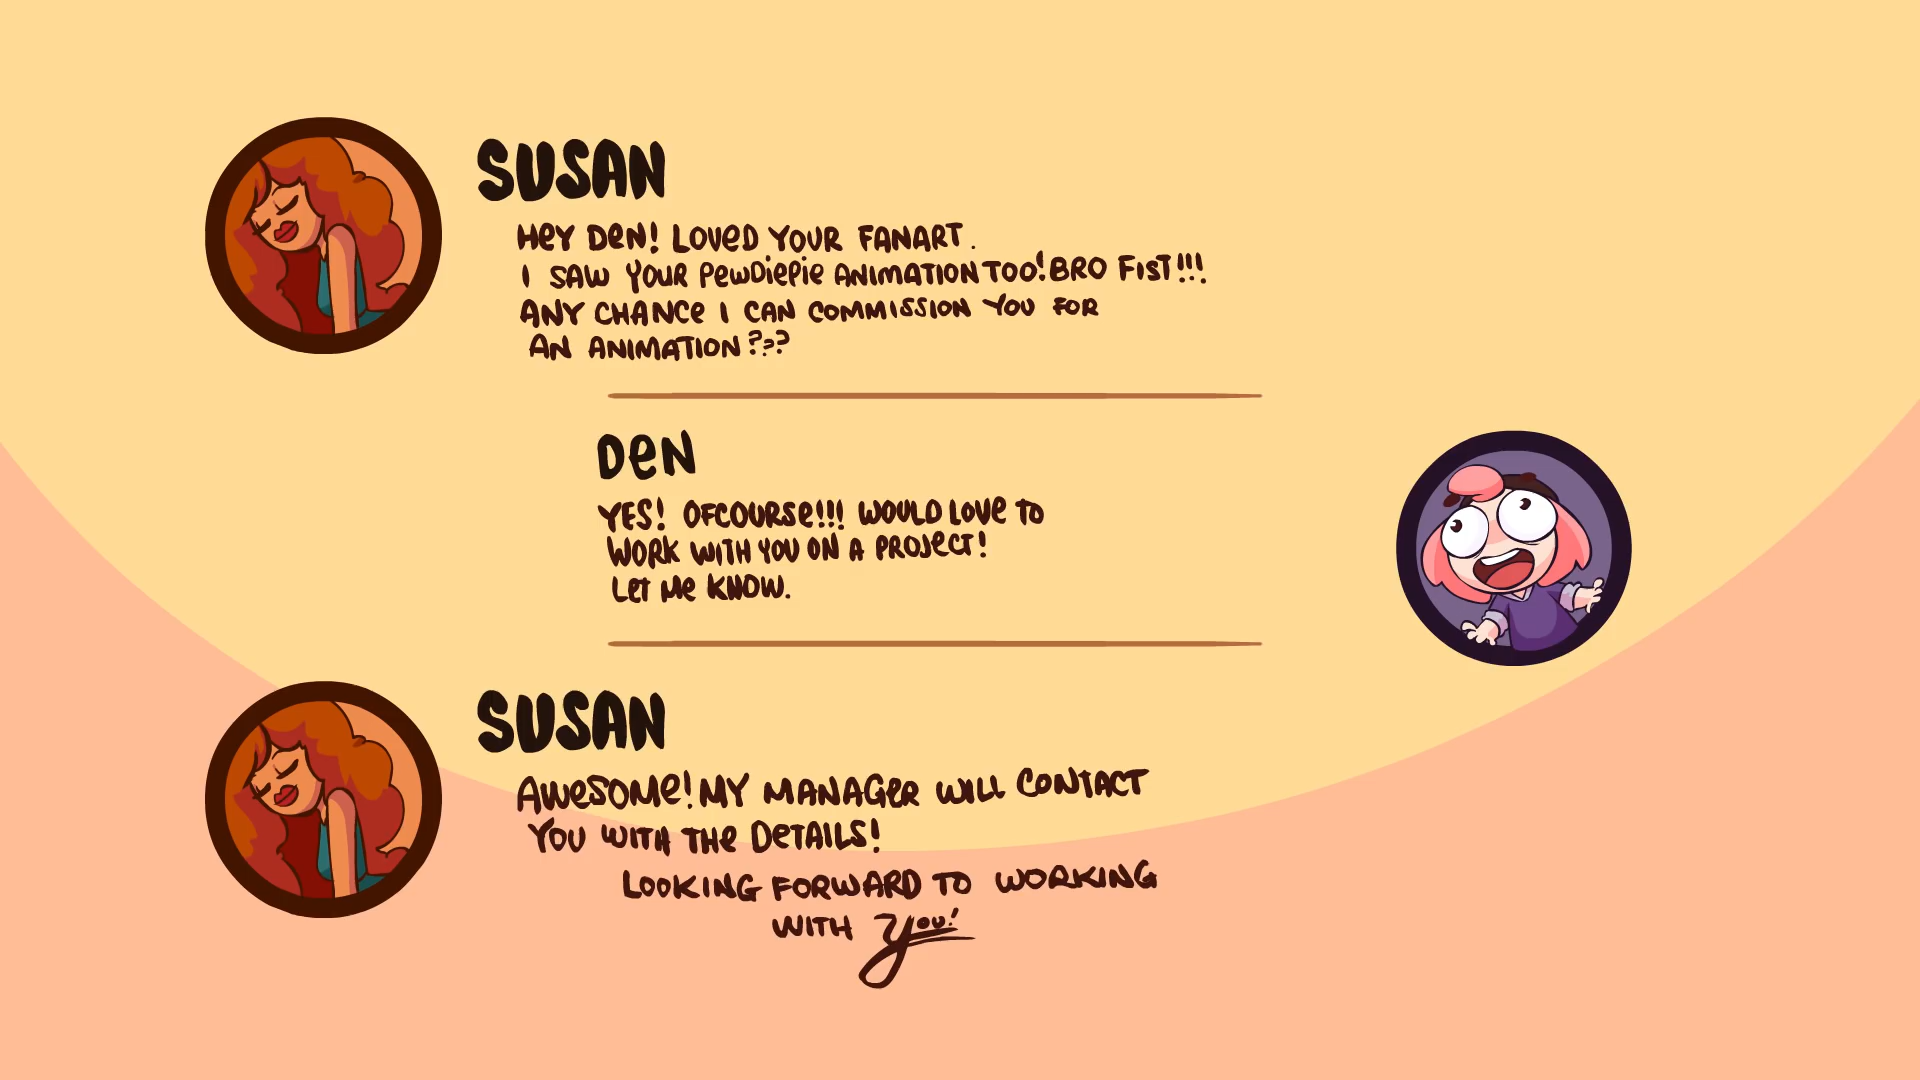 SUSAN
HEY DEN! LOVED YOUR FANART.
I SAW YOUR PEWDIEPIE ANIMATION TOO! BRO FIST!!!
ANY CHANCE I CAN COMMISSION YOU FOR
AN ANIMATION???
DEN
YES! OFCOURSE!!! WOULD LOVE TO
WORK WITH YOU ON A PROJECT!
LET ME KNOW.
SUSAN
AWESOME! MY MANAGER WILL CONTACT
YOU WITH THE DETAILS!
LOOKING FORWARD TO WORKING
WITH you!